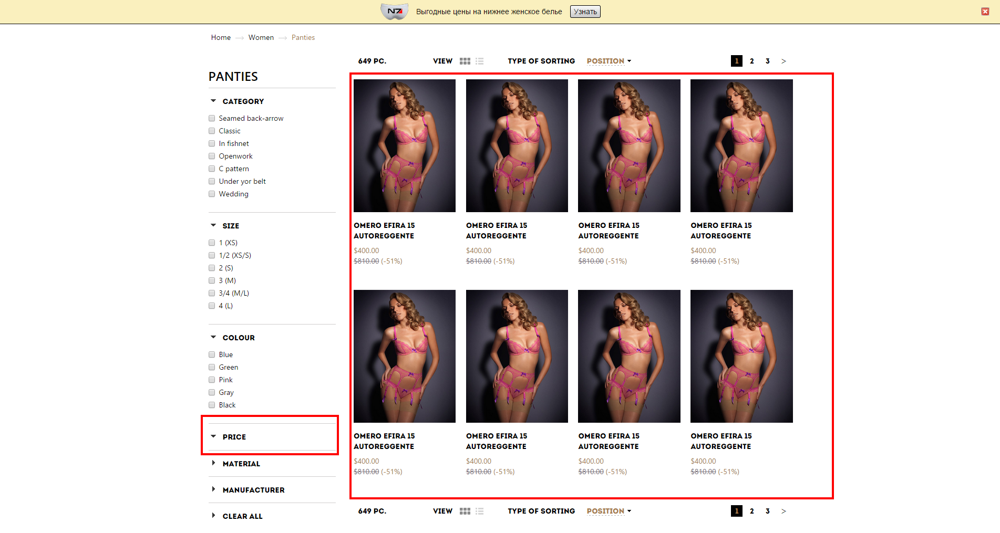 N7
Выгодные цены на нижнее женское белье
Узнать
Home
Women
Panties
649 PC.
VIEW
TYPE OF SORTING
POSITION
1 2 3 >
PANTIES
CATEGORY
Seamed back-arrow
Classic
In fishnet
Openwork
C pattern
Under yor belt
Wedding
SIZE
1 (XS)
1/2 (XS/S)
2 (S)
3 (M)
3/4 (M/L)
4 (L)
COLOUR
Blue
Green
Pink
Gray
Black
PRICE
MATERIAL
MANUFACTURER
CLEAR ALL
OMERO EFIRA 15
AUTOREGGENTE
$400.00
$810.00 (-51%)
OMERO EFIRA 15
AUTOREGGENTE
$400.00
$810.00 (-51%)
OMERO EFIRA 15
AUTOREGGENTE
$400.00
$810.00 (-51%)
OMERO EFIRA 15
AUTOREGGENTE
$400.00
$810.00 (-51%)
OMERO EFIRA 15
AUTOREGGENTE
$400.00
$810.00 (-51%)
OMERO EFIRA 15
AUTOREGGENTE
$400.00
$810.00 (-51%)
OMERO EFIRA 15
AUTOREGGENTE
$400.00
$810.00 (-51%)
OMERO EFIRA 15
AUTOREGGENTE
$400.00
$810.00 (-51%)
649 PC.
VIEW
TYPE OF SORTING
POSITION
1 2 3 >